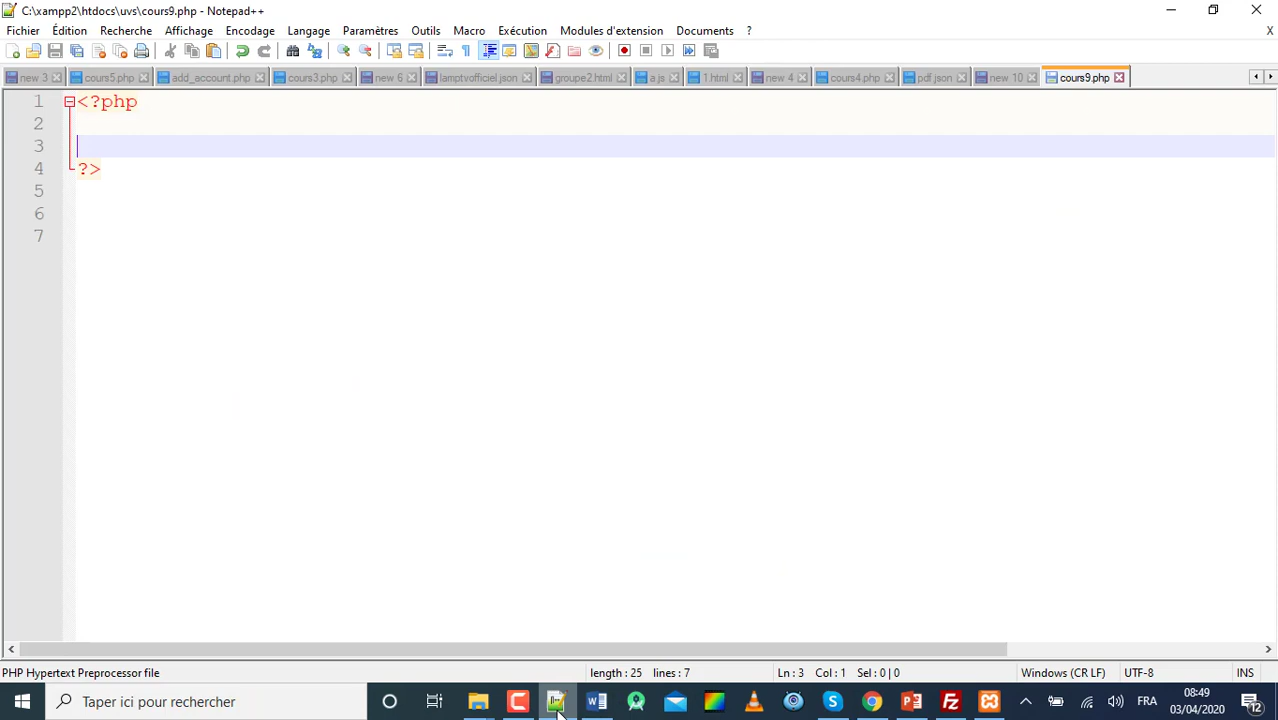 C:\xampp2\htdocs\uvs\cours9.php - Notepad++
Fichier Édition Recherche Affichage Encodage Langage Paramètres Outils Macro Exécution Modules d'extension Documents ? X
new 3 cours5.php add_account.php cours3.php new 6 lamptvofficiel.json groupe2.html a.js 1.html new 4 cours4.php pdf.json new 10 cours9.php
1 <?php
2
3
4 ?>
5
6
7
PHP Hypertext Preprocessor file length : 25 lines : 7 Ln : 3 Col : 1 Sel : 0 | 0 Windows (CR LF) UTF-8 INS
Taper ici pour rechercher FRA 08:49
03/04/2020 12